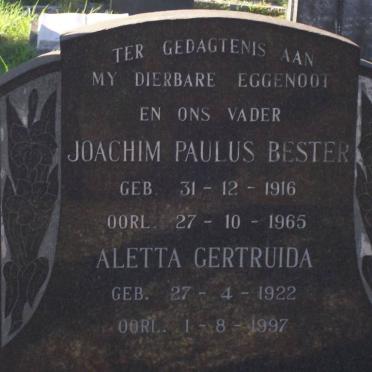 TER GEDAGTENIS AAN
MY DIERBARE EGGENOOT
EN ONS VADER
JOACHIM PAULUS BESTER
GEB. 31-12-1916
OORL. 27-10-1965
ALETTA GERTRUIDA
GEB. 27-4-1922
OORL. 1-8-1997